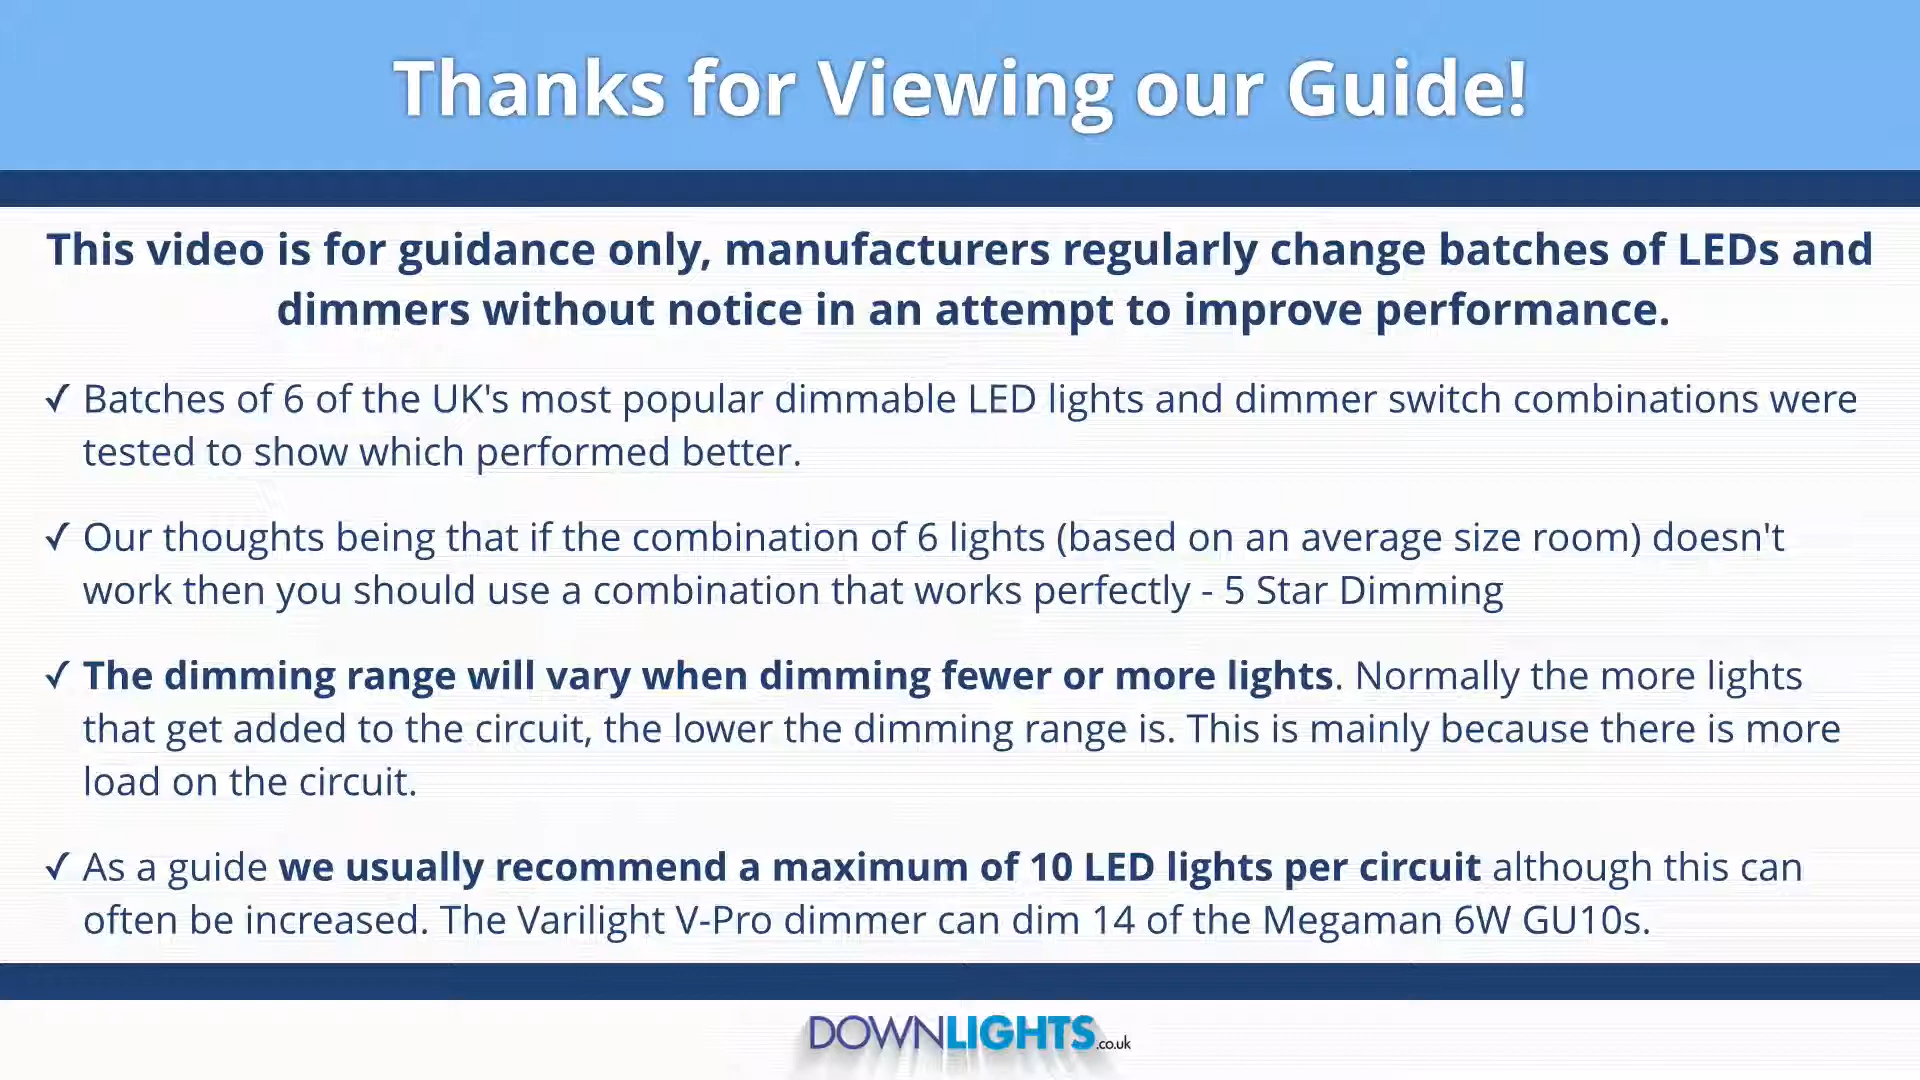 Thanks for Viewing our Guide!
This video is for guidance only, manufacturers regularly change batches of LEDs and
dimmers without notice in an attempt to improve performance.
✓ Batches of 6 of the UK's most popular dimmable LED lights and dimmer switch combinations were
tested to show which performed better.
✓ Our thoughts being that if the combination of 6 lights (based on an average size room) doesn't
work then you should use a combination that works perfectly - 5 Star Dimming
✓ The dimming range will vary when dimming fewer or more lights. Normally the more lights
that get added to the circuit, the lower the dimming range is. This is mainly because there is more
load on the circuit.
✓ As a guide we usually recommend a maximum of 10 LED lights per circuit although this can
often be increased. The Varilight V-Pro dimmer can dim 14 of the Megaman 6W GU10s.
DOWNLIGHTS.co.uk